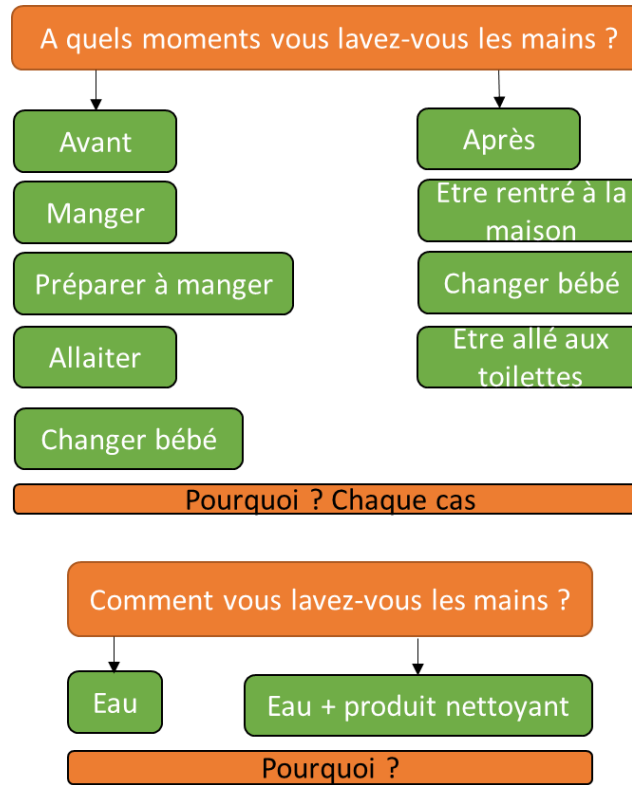 A quels moments vous lavez-vous les mains ?
Avant
Manger
Préparer à manger
Allaiter
Changer bébé
Après
Etre rentré à la
maison
Changer bébé
Etre allé aux
toilettes
Pourquoi ? Chaque cas
Comment vous lavez-vous les mains ?
Eau
Eau + produit nettoyant
Pourquoi ?